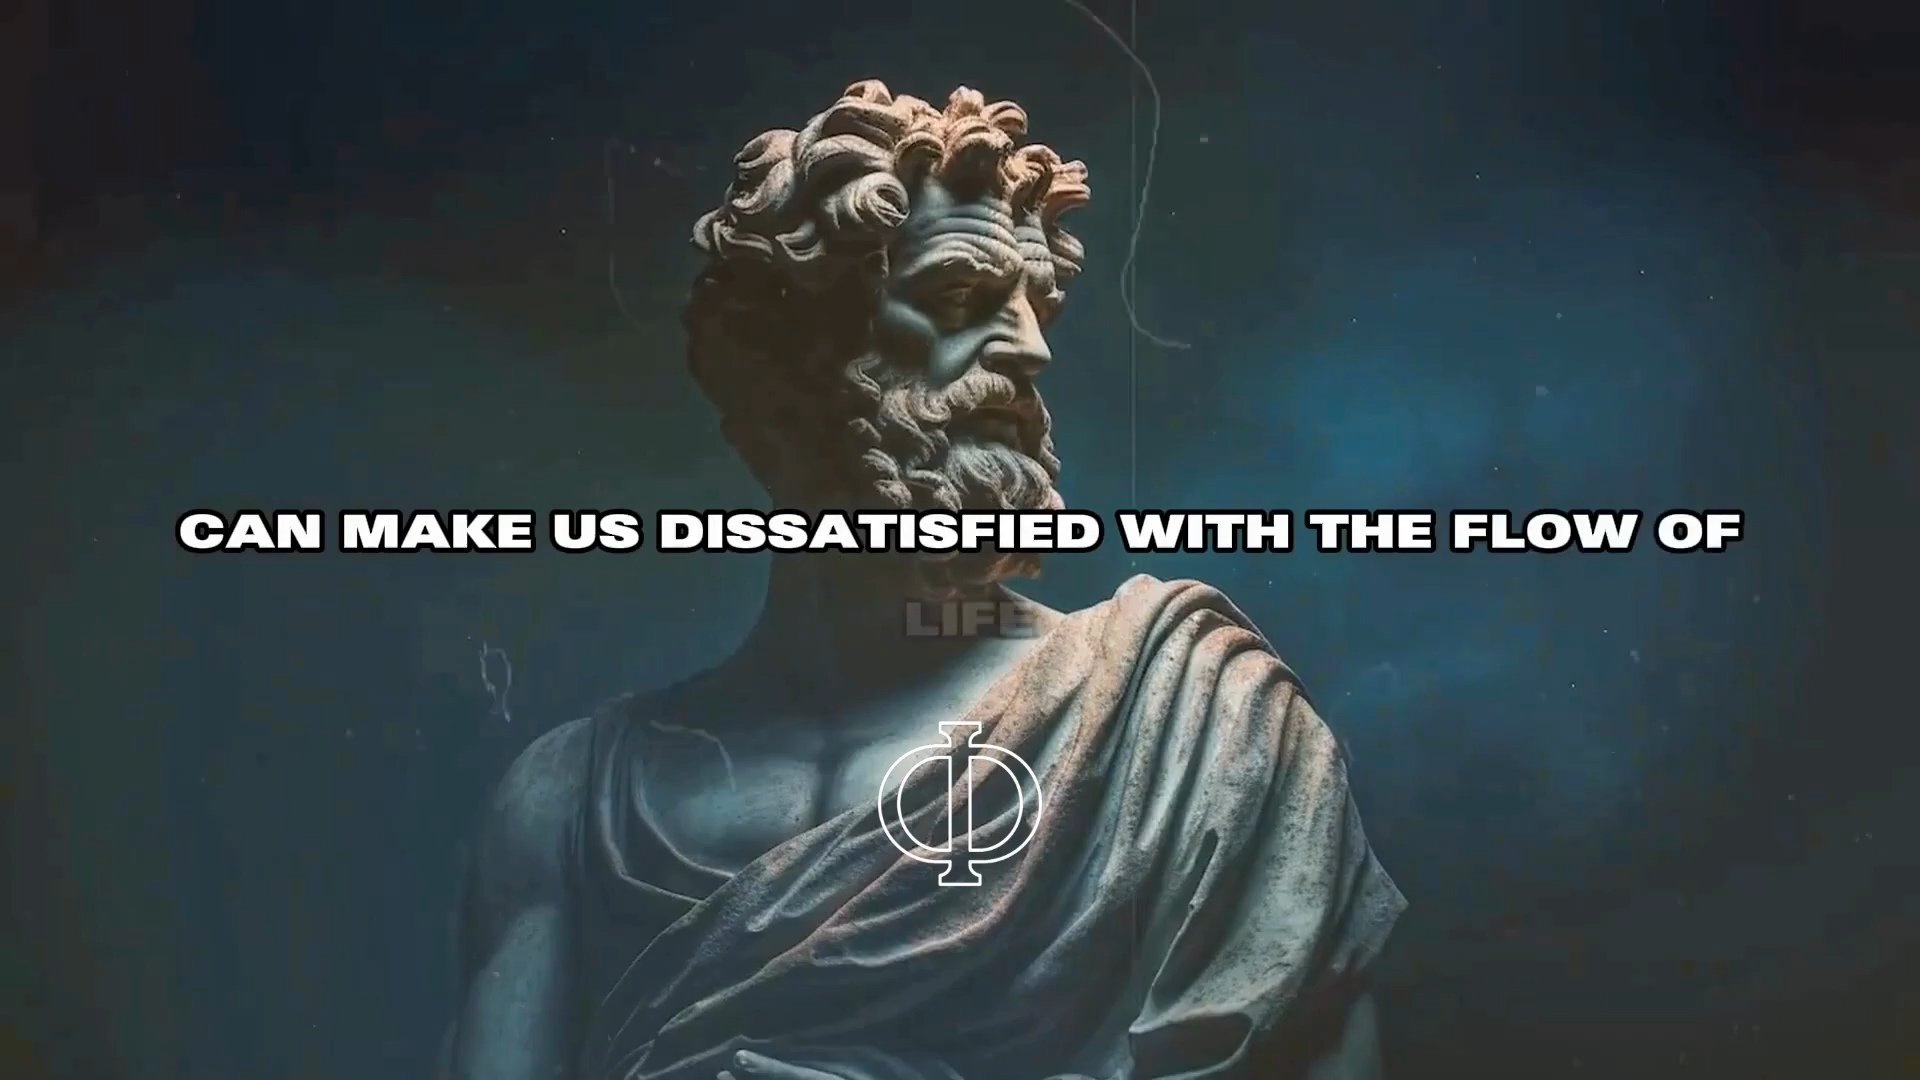 CAN MAKE US DISSATISFIED WITH THE FLOW OF
LIFE
Φ